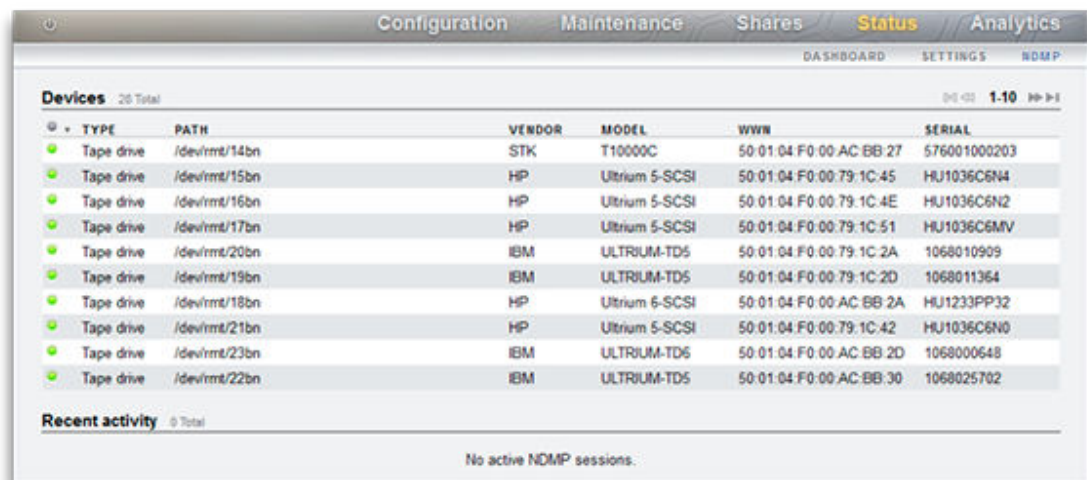 Configuration Maintenance Shares Status Analytics
DASHBOARD SETTINGS NDMP
Devices 26 Total 1-10
TYPE PATH VENDOR MODEL WWN SERIAL
Tape drive /dev/rmt/14bn STK T10000C 50:01:04:F0:00:AC:BB:27 576001000203
Tape drive /dev/rmt/15bn HP Ultrium 5-SCSI 50:01:04:F0:00:79:1C:45 HU1036C6N4
Tape drive /dev/rmt/16bn HP Ultrium 5-SCSI 50:01:04:F0:00:79:1C:4E HU1036C6N2
Tape drive /dev/rmt/17bn HP Ultrium 5-SCSI 50:01:04:F0:00:79:1C:51 HU1036C6MV
Tape drive /dev/rmt/20bn IBM ULTRIUM-TD5 50:01:04:F0:00:79:1C:2A 1068010909
Tape drive /dev/rmt/19bn IBM ULTRIUM-TD5 50:01:04:F0:00:79:1C:2D 1068011364
Tape drive /dev/rmt/18bn HP Ultrium 6-SCSI 50:01:04:F0:00:AC:BB:2A HU1233PP32
Tape drive /dev/rmt/21bn HP Ultrium 5-SCSI 50:01:04:F0:00:79:1C:42 HU1036C6N0
Tape drive /dev/rmt/23bn IBM ULTRIUM-TD6 50:01:04:F0:00:AC:BB:2D 1068000648
Tape drive /dev/rmt/22bn IBM ULTRIUM-TD5 50:01:04:F0:00:AC:BB:30 1068025702
Recent activity 0 Total
No active NDMP sessions.